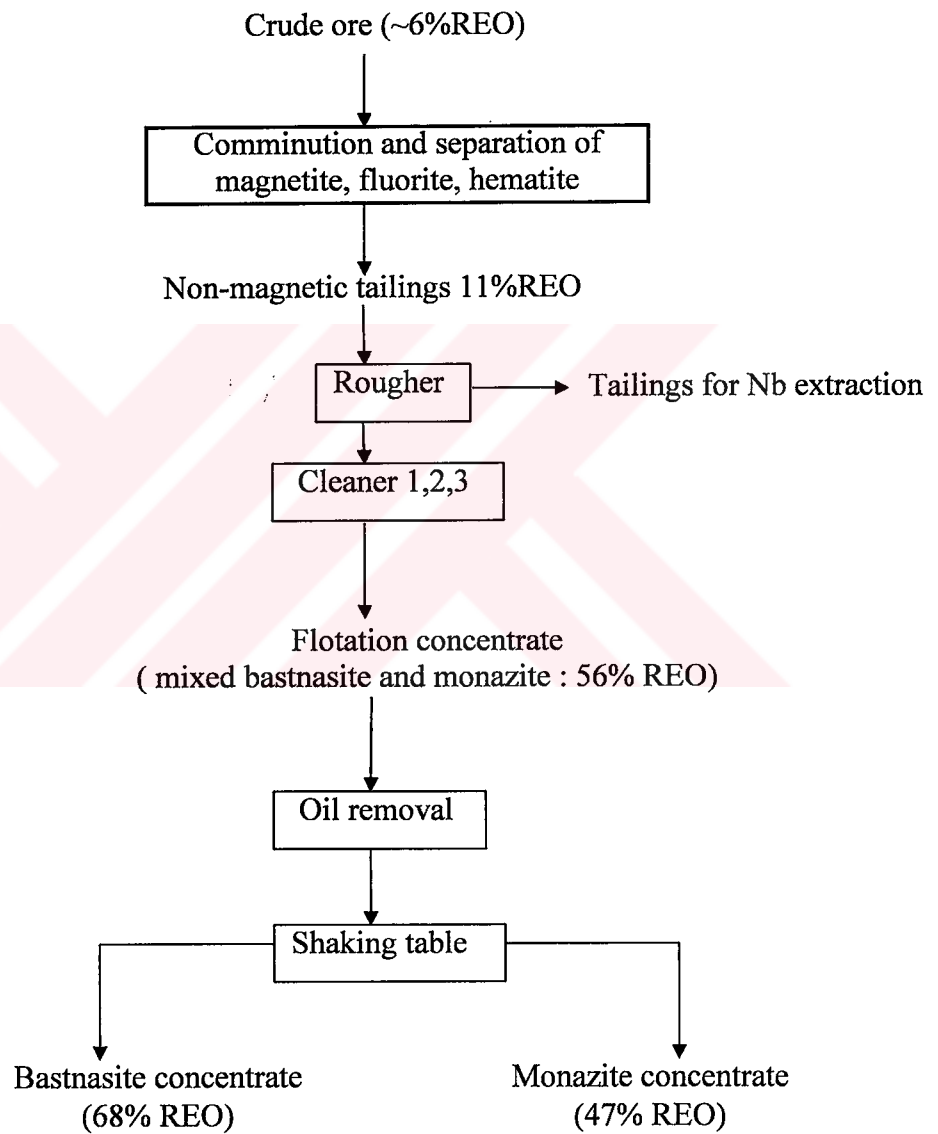 Crude ore (~6%REO)
Comminution and separation of
magnetite, fluorite, hematite
Non-magnetic tailings 11%REO
Rougher
Tailings for Nb extraction
Cleaner 1,2,3
Flotation concentrate
( mixed bastnasite and monazite : 56% REO)
Oil removal
Shaking table
Bastnasite concentrate
(68% REO)
Monazite concentrate
(47% REO)